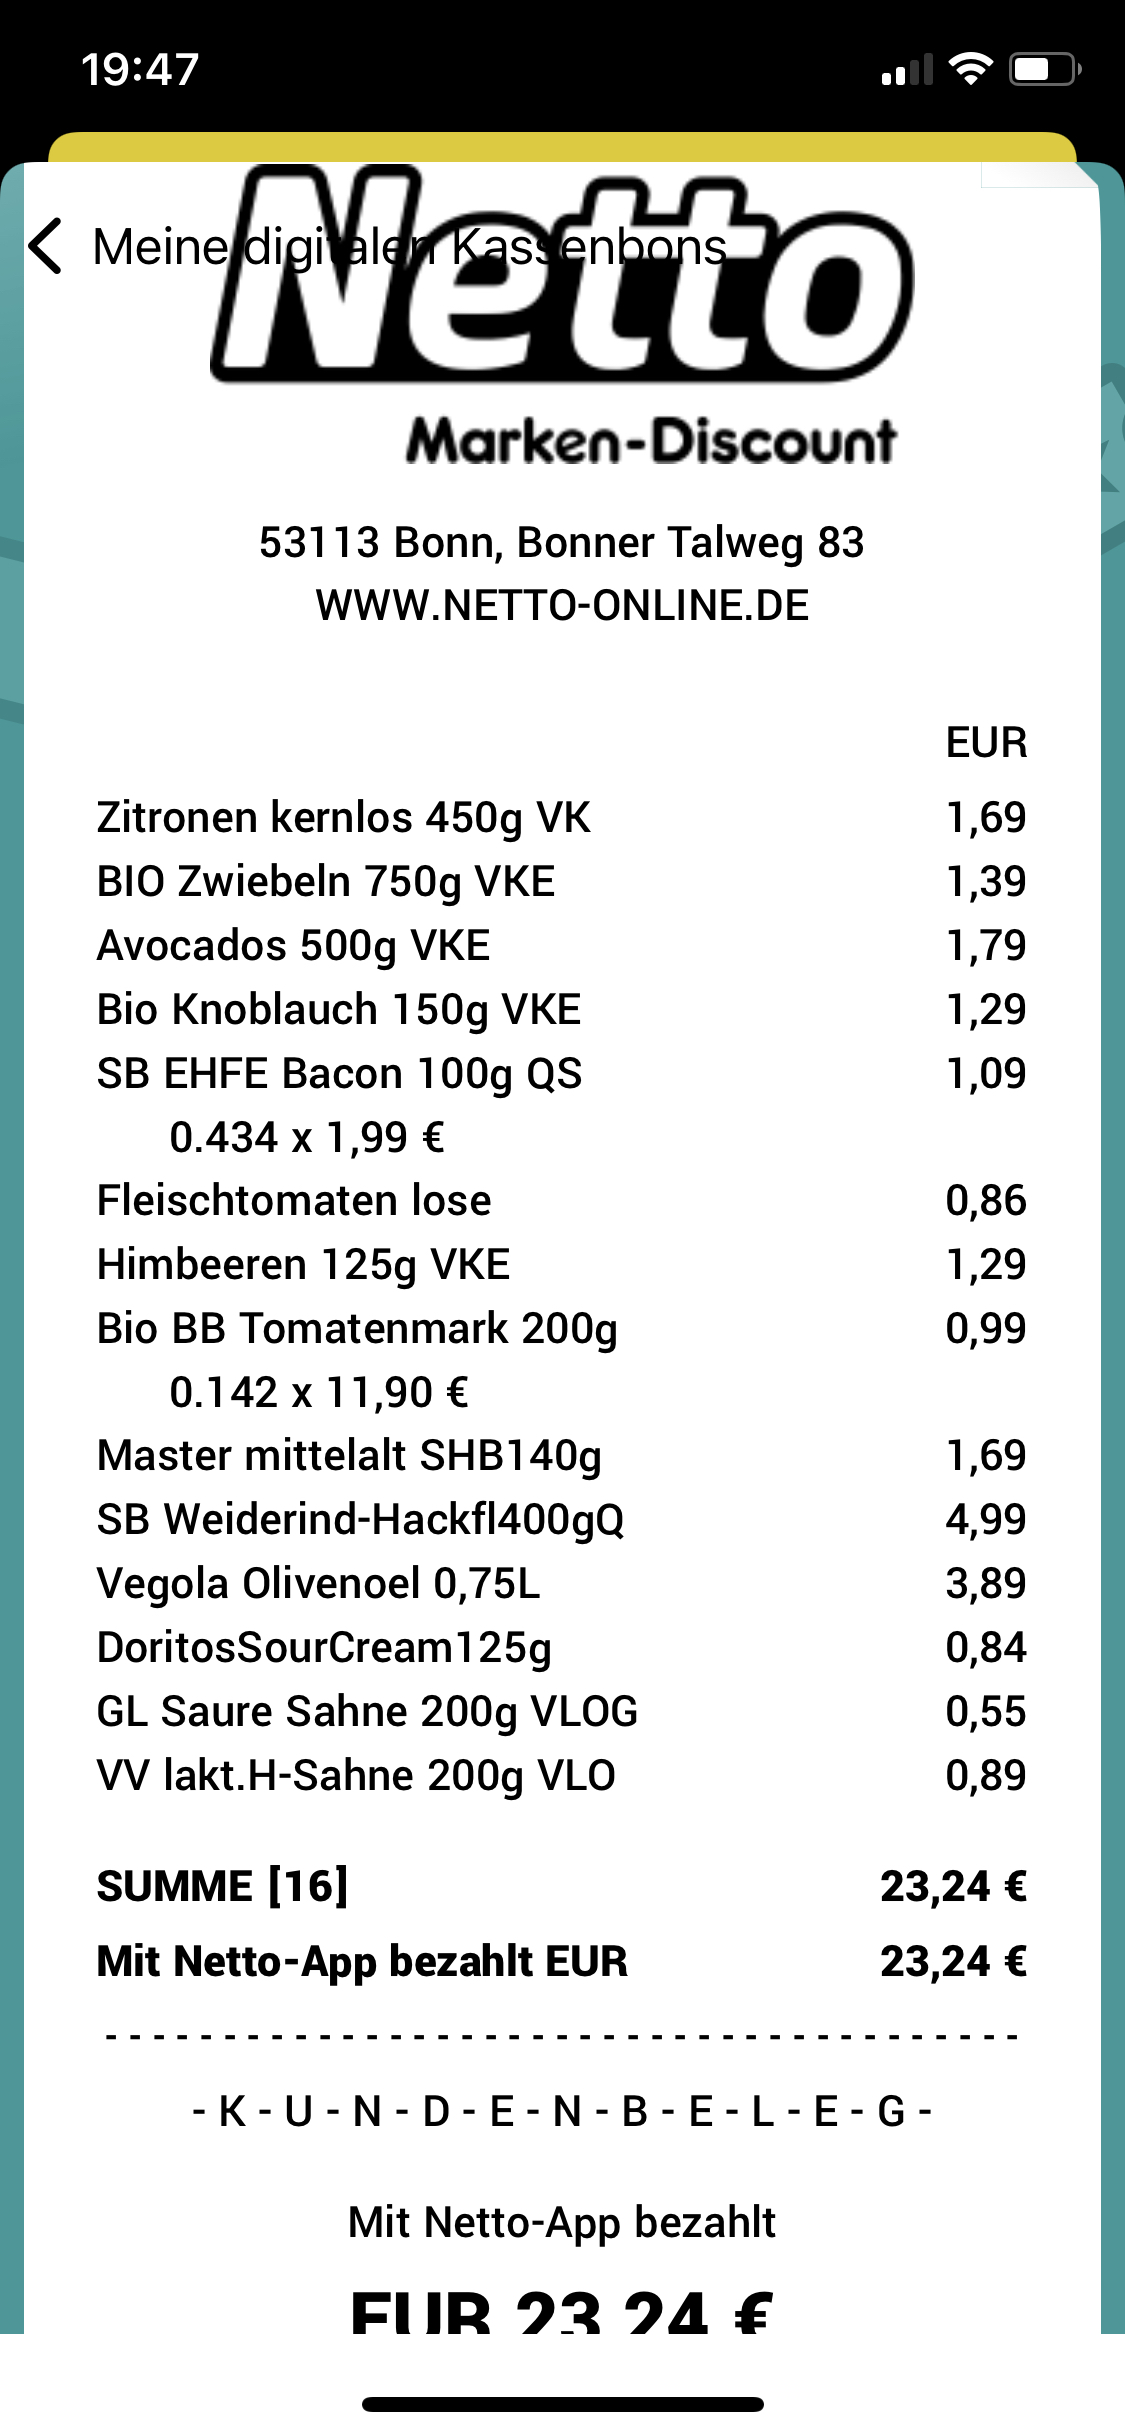 19:47
Netto
Meine digitalen Kassenbons
Marken-Discount
53113 Bonn, Bonner Talweg 83
WWW.NETTO-ONLINE.DE
EUR
Zitronen kernlos 450g VK 1,69
BIO Zwiebeln 750g VKE 1,39
Avocados 500g VKE 1,79
Bio Knoblauch 150g VKE 1,29
SB EHFE Bacon 100g QS 1,09
0.434 x 1,99 €
Fleischtomaten lose 0,86
Himbeeren 125g VKE 1,29
Bio BB Tomatenmark 200g 0,99
0.142 x 11,90 €
Master mittelalt SHB140g 1,69
SB Weiderind-Hackfl400gQ 4,99
Vegola Olivenoel 0,75L 3,89
DoritosSourCream125g 0,84
GL Saure Sahne 200g VLOG 0,55
VV lakt.H-Sahne 200g VLO 0,89
SUMME [16] 23,24 €
Mit Netto-App bezahlt EUR 23,24 €
- - - - - - - - - - - - - - - - - - - - - - - - - - - - - - - - - - - - - - -
- K - U - N - D - E - N - B - E - L - E - G -
Mit Netto-App bezahlt
EUR 23,24 €